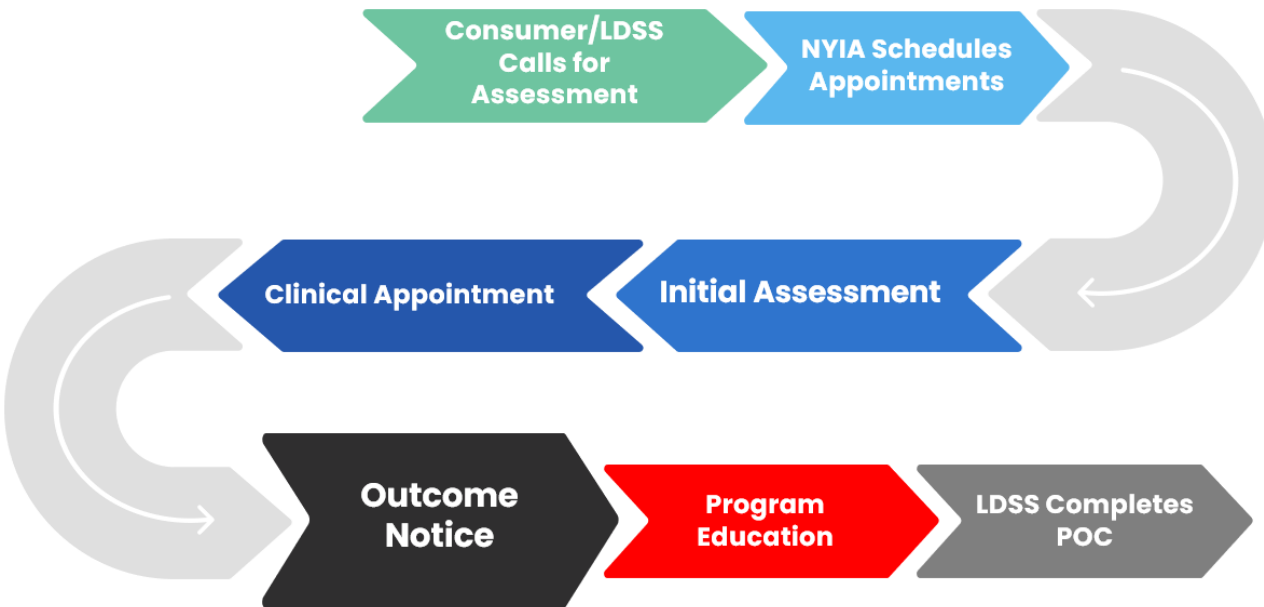 Consumer/LDSS
Calls for
Assessment
NYIA Schedules
Appointments
Initial Assessment
Clinical Appointment
Outcome
Notice
Program
Education
LDSS Completes
POC